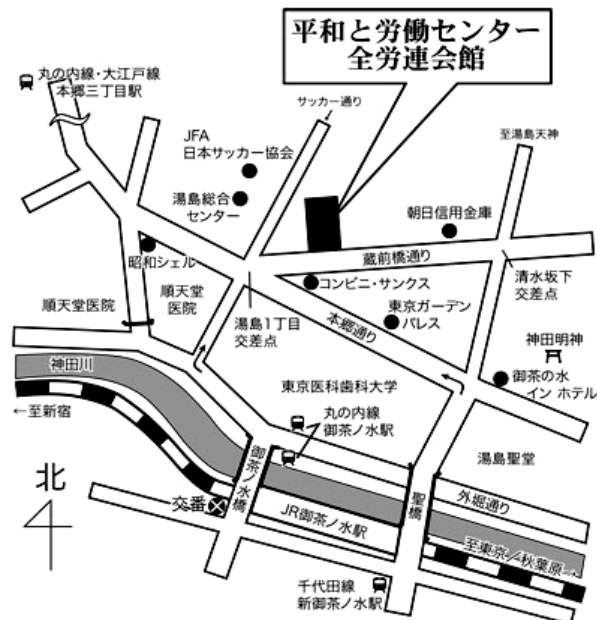 平和と労働センター
全労連会館
丸の内線・大江戸線
本郷三丁目駅
サッカー通り
JFA
日本サッカー協会
至湯島天神
湯島総合
センター
朝日信用金庫
昭和シェル
蔵前橋通り
コンビニ・サンクス
清水坂下
交差点
順天堂医院
順天堂
医院
湯島1丁目
交差点
本郷通り
東京ガーデン
パレス
神田明神
神田川
東京医科歯科大学
御茶の水
イン ホテル
←至新宿
丸の内線
御茶ノ水駅
湯島聖堂
北
御茶ノ水橋
交番
JR御茶ノ水駅
聖橋
外堀通り
至東京／秋葉原→
千代田線
新御茶ノ水駅